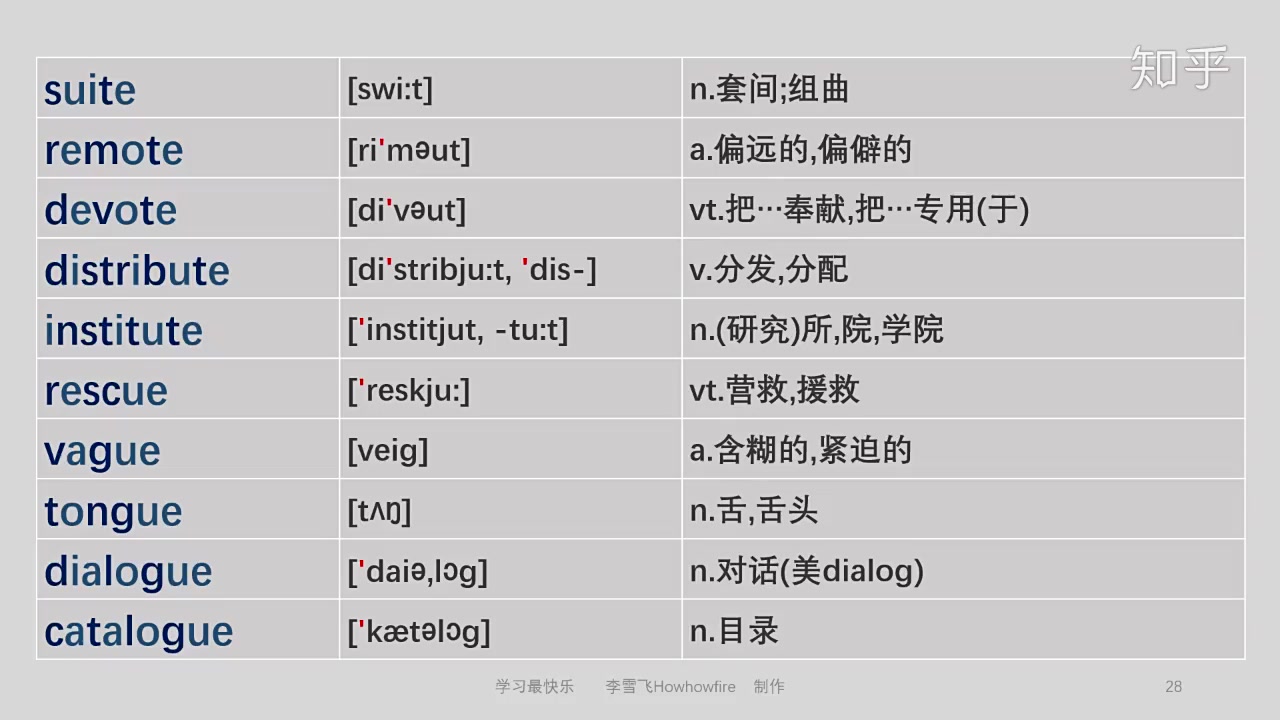 知乎
suite [swi:t] n.套间;组曲
remote [ri'məut] a.偏远的,偏僻的
devote [di'vəut] vt.把…奉献,把…专用(于)
distribute [di'stribju:t, 'dis-] v.分发,分配
institute ['institjut, -tu:t] n.(研究)所,院,学院
rescue ['reskju:] vt.营救,援救
vague [veig] a.含糊的,紧迫的
tongue [tʌŋ] n.舌,舌头
dialogue ['daiə,lɔg] n.对话(美dialog)
catalogue ['kætəlɔg] n.目录
学习最快乐 李雪飞Howhowfire 制作 28